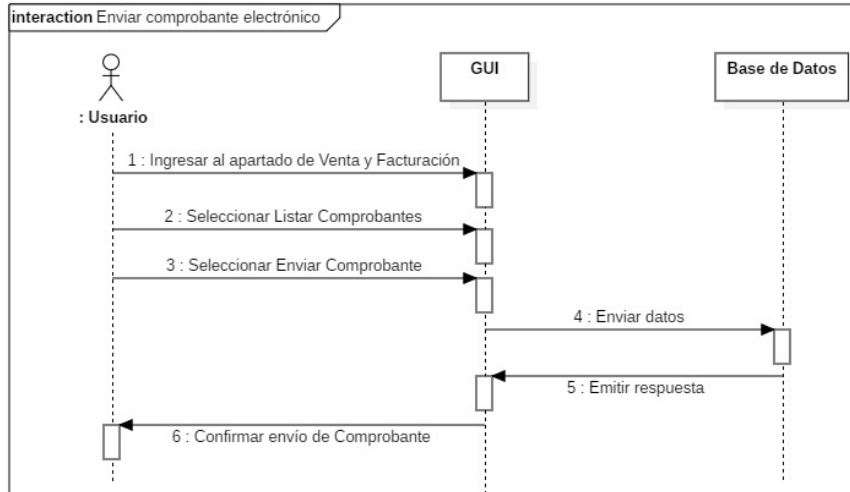 interaction Enviar comprobante electrónico
GUI
Base de Datos
: Usuario
1 : Ingresar al apartado de Venta y Facturación
2 : Seleccionar Listar Comprobantes
3 : Seleccionar Enviar Comprobante
4 : Enviar datos
5 : Emitir respuesta
6 : Confirmar envío de Comprobante